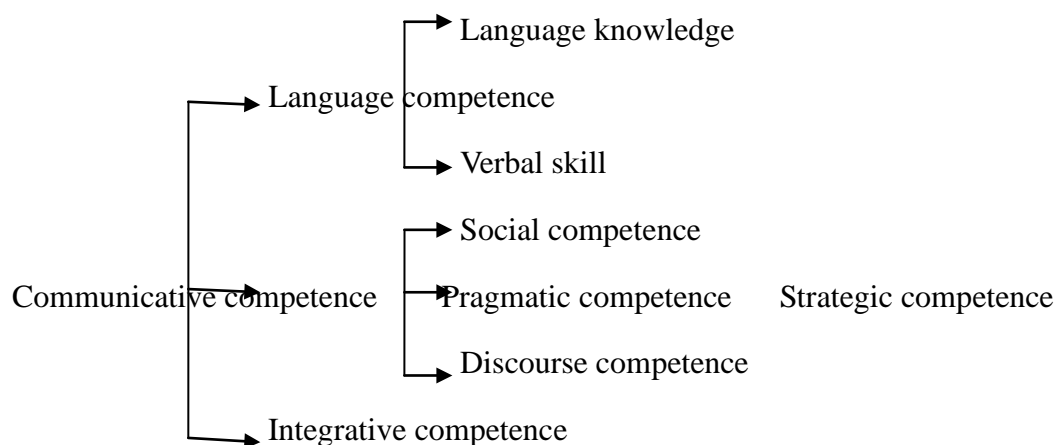 Language knowledge
Language competence
Verbal skill
Social competence
Communicative competence Pragmatic competence Strategic competence
Discourse competence
Integrative competence